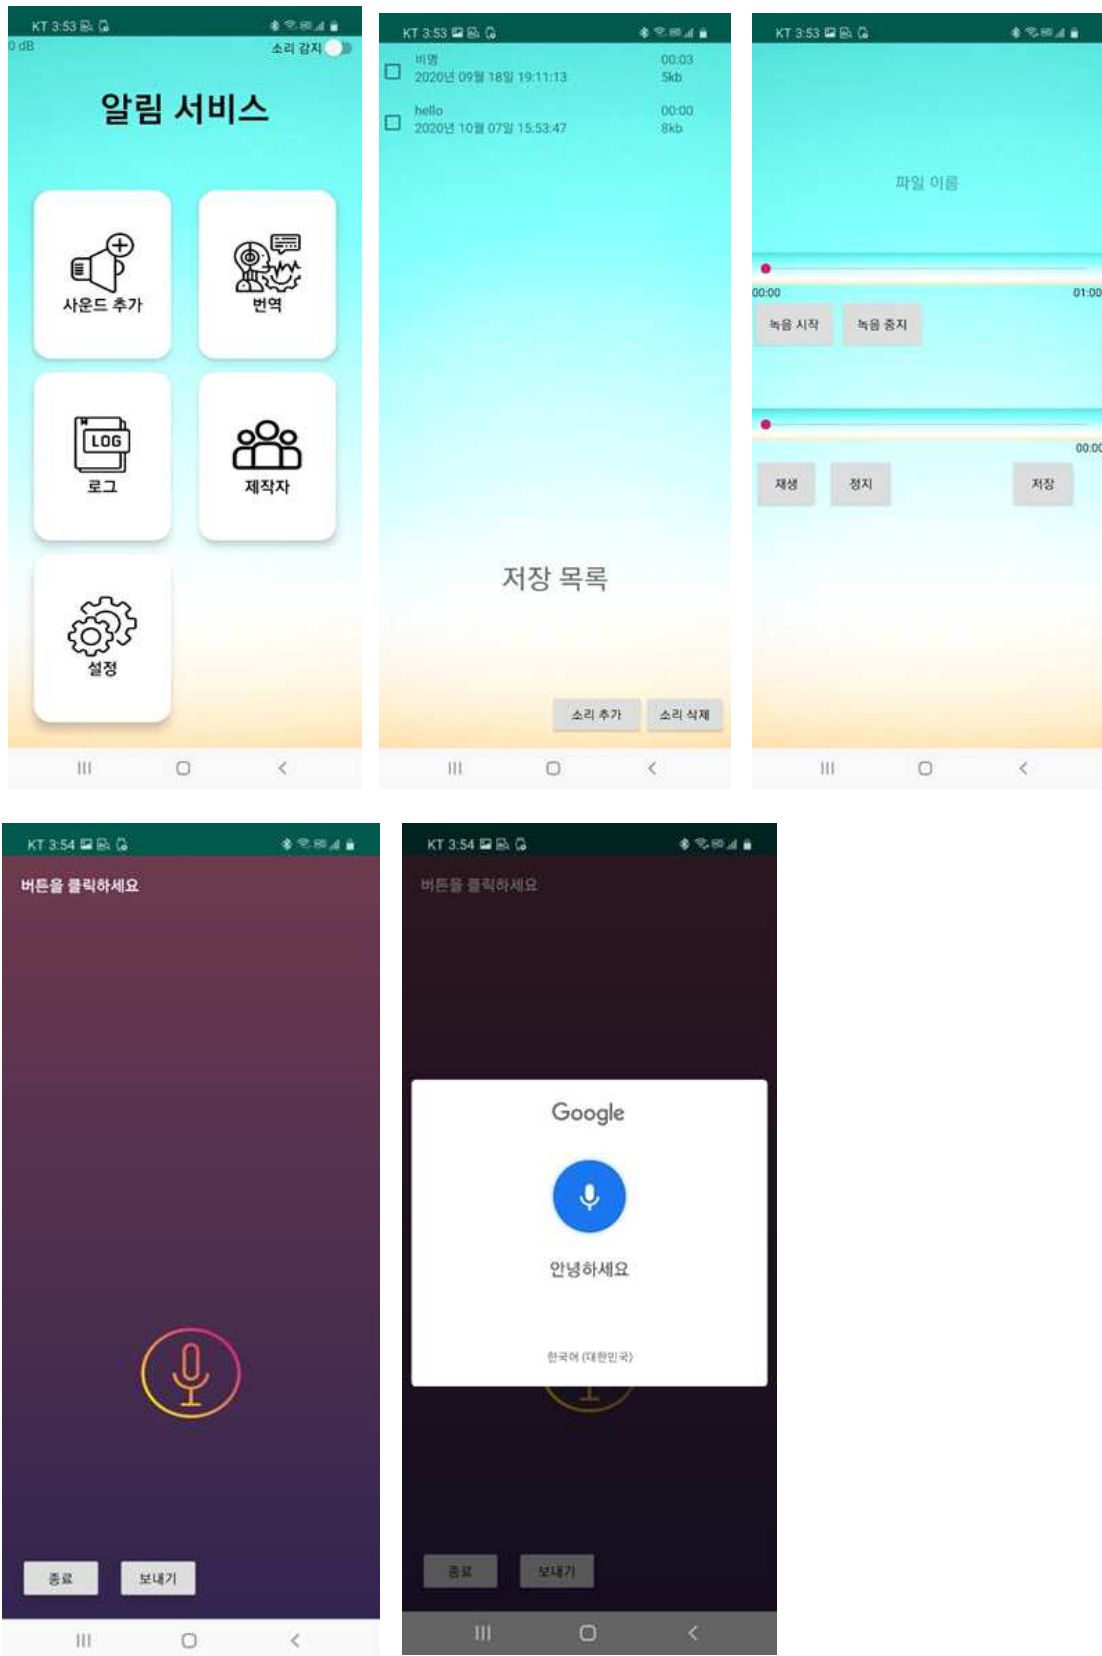 KT 3:53
0 dB
소리 감지
알림 서비스
사운드 추가
번역
LOG
로그
제작자
설정
KT 3:53
비명 00:03
2020년 09월 18일 19:11:13 5kb
hello 00:00
2020년 10월 07일 15:53:47 8kb
저장 목록
소리 추가 소리 삭제
KT 3:53
파일 이름
00:00 01:00
녹음 시작 녹음 중지
00:00
재생 정지 저장
KT 3:54
버튼을 클릭하세요
종료 보내기
KT 3:54
버튼을 클릭하세요
Google
안녕하세요
한국어 (대한민국)
종료 보내기